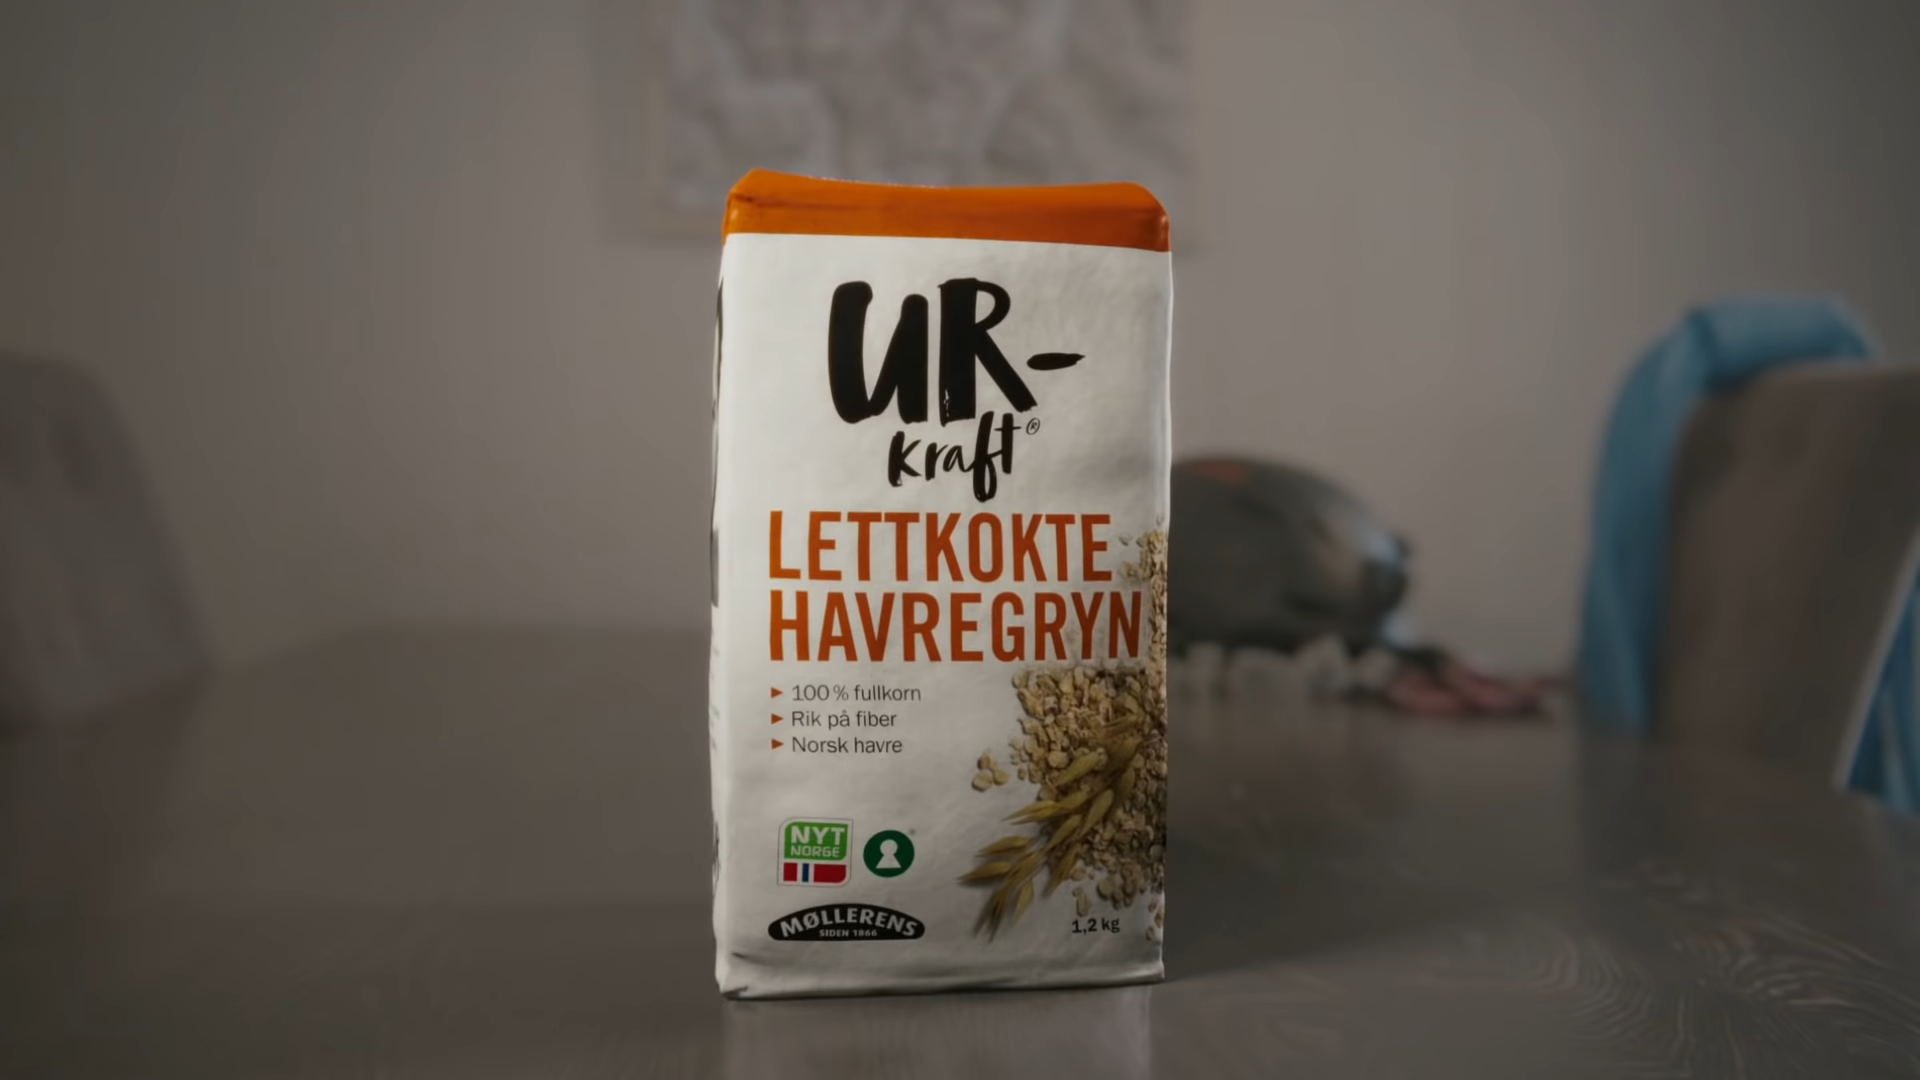 UR-
kraft®
LETTKOKTE
HAVREGRYN
100 % fullkorn
Rik på fiber
Norsk havre
NYT
NORGE
MØLLERENS
SIDEN 1866
1,2 kg